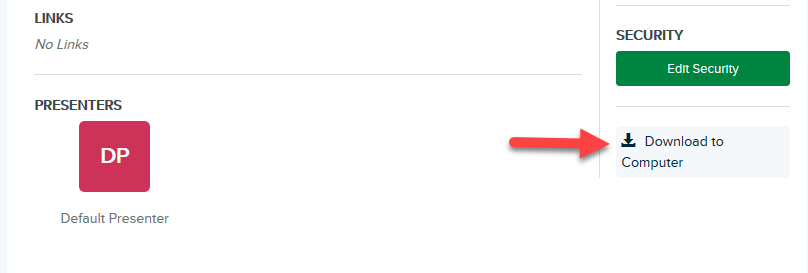 LINKS
No Links
PRESENTERS
DP
Default Presenter
SECURITY
Edit Security
Download to
Computer